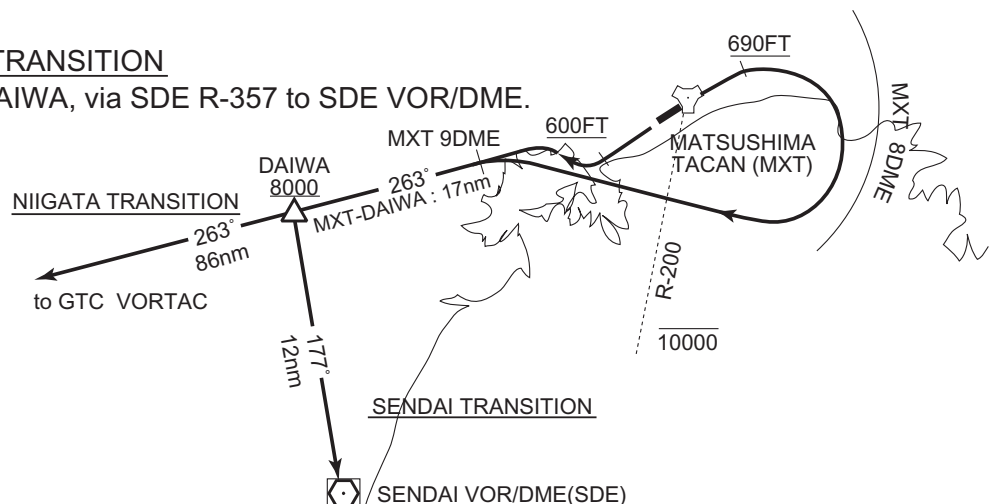 TRANSITION
AIWA, via SDE R-357 to SDE VOR/DME.
690FT
MXT 8DME
600FT
MXT 9DME
MATSUSHIMA
TACAN (MXT)
DAIWA
8000
263°
MXT-DAIWA : 17nm
NIIGATA TRANSITION
263°
86nm
to GTC VORTAC
R-200
10000
177°
12nm
SENDAI TRANSITION
SENDAI VOR/DME(SDE)